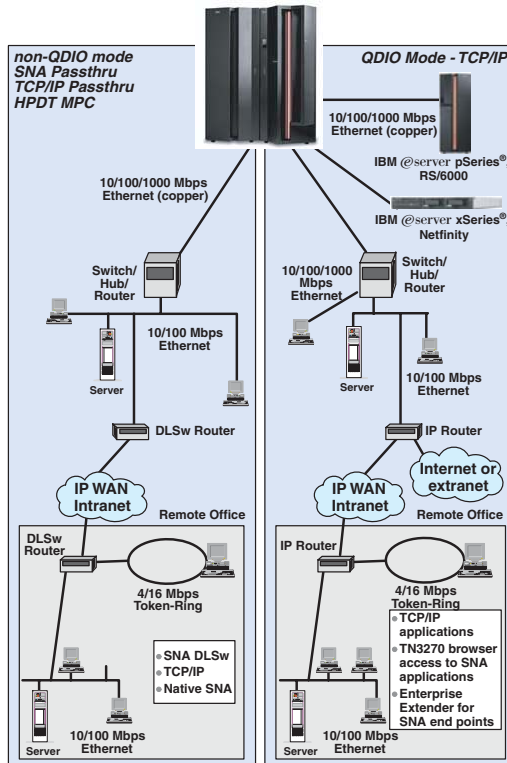 non-QDIO mode
SNA Passthru
TCP/IP Passthru
HPDT MPC
10/100/1000 Mbps
Ethernet (copper)
Switch/
Hub/
Router
10/100 Mbps
Ethernet
Server
DLSw Router
IP WAN
Intranet
Remote Office
DLSw
Router
4/16 Mbps
Token-Ring
SNA DLSw
TCP/IP
Native SNA
Server
10/100 Mbps
Ethernet
QDIO Mode - TCP/IP
10/100/1000 Mbps
Ethernet (copper)
IBM eserver pSeries®,
RS/6000
IBM eserver xSeries®,
Netfinity
10/100/1000
Mbps
Ethernet
Switch/
Hub/
Router
Server
10/100 Mbps
Ethernet
IP Router
IP WAN
Intranet
Internet or
extranet
Remote Office
IP Router
4/16 Mbps
Token-Ring
TCP/IP
applications
TN3270 browser
access to SNA
applications
Enterprise
Extender for
SNA end points
Server
10/100 Mbps
Ethernet